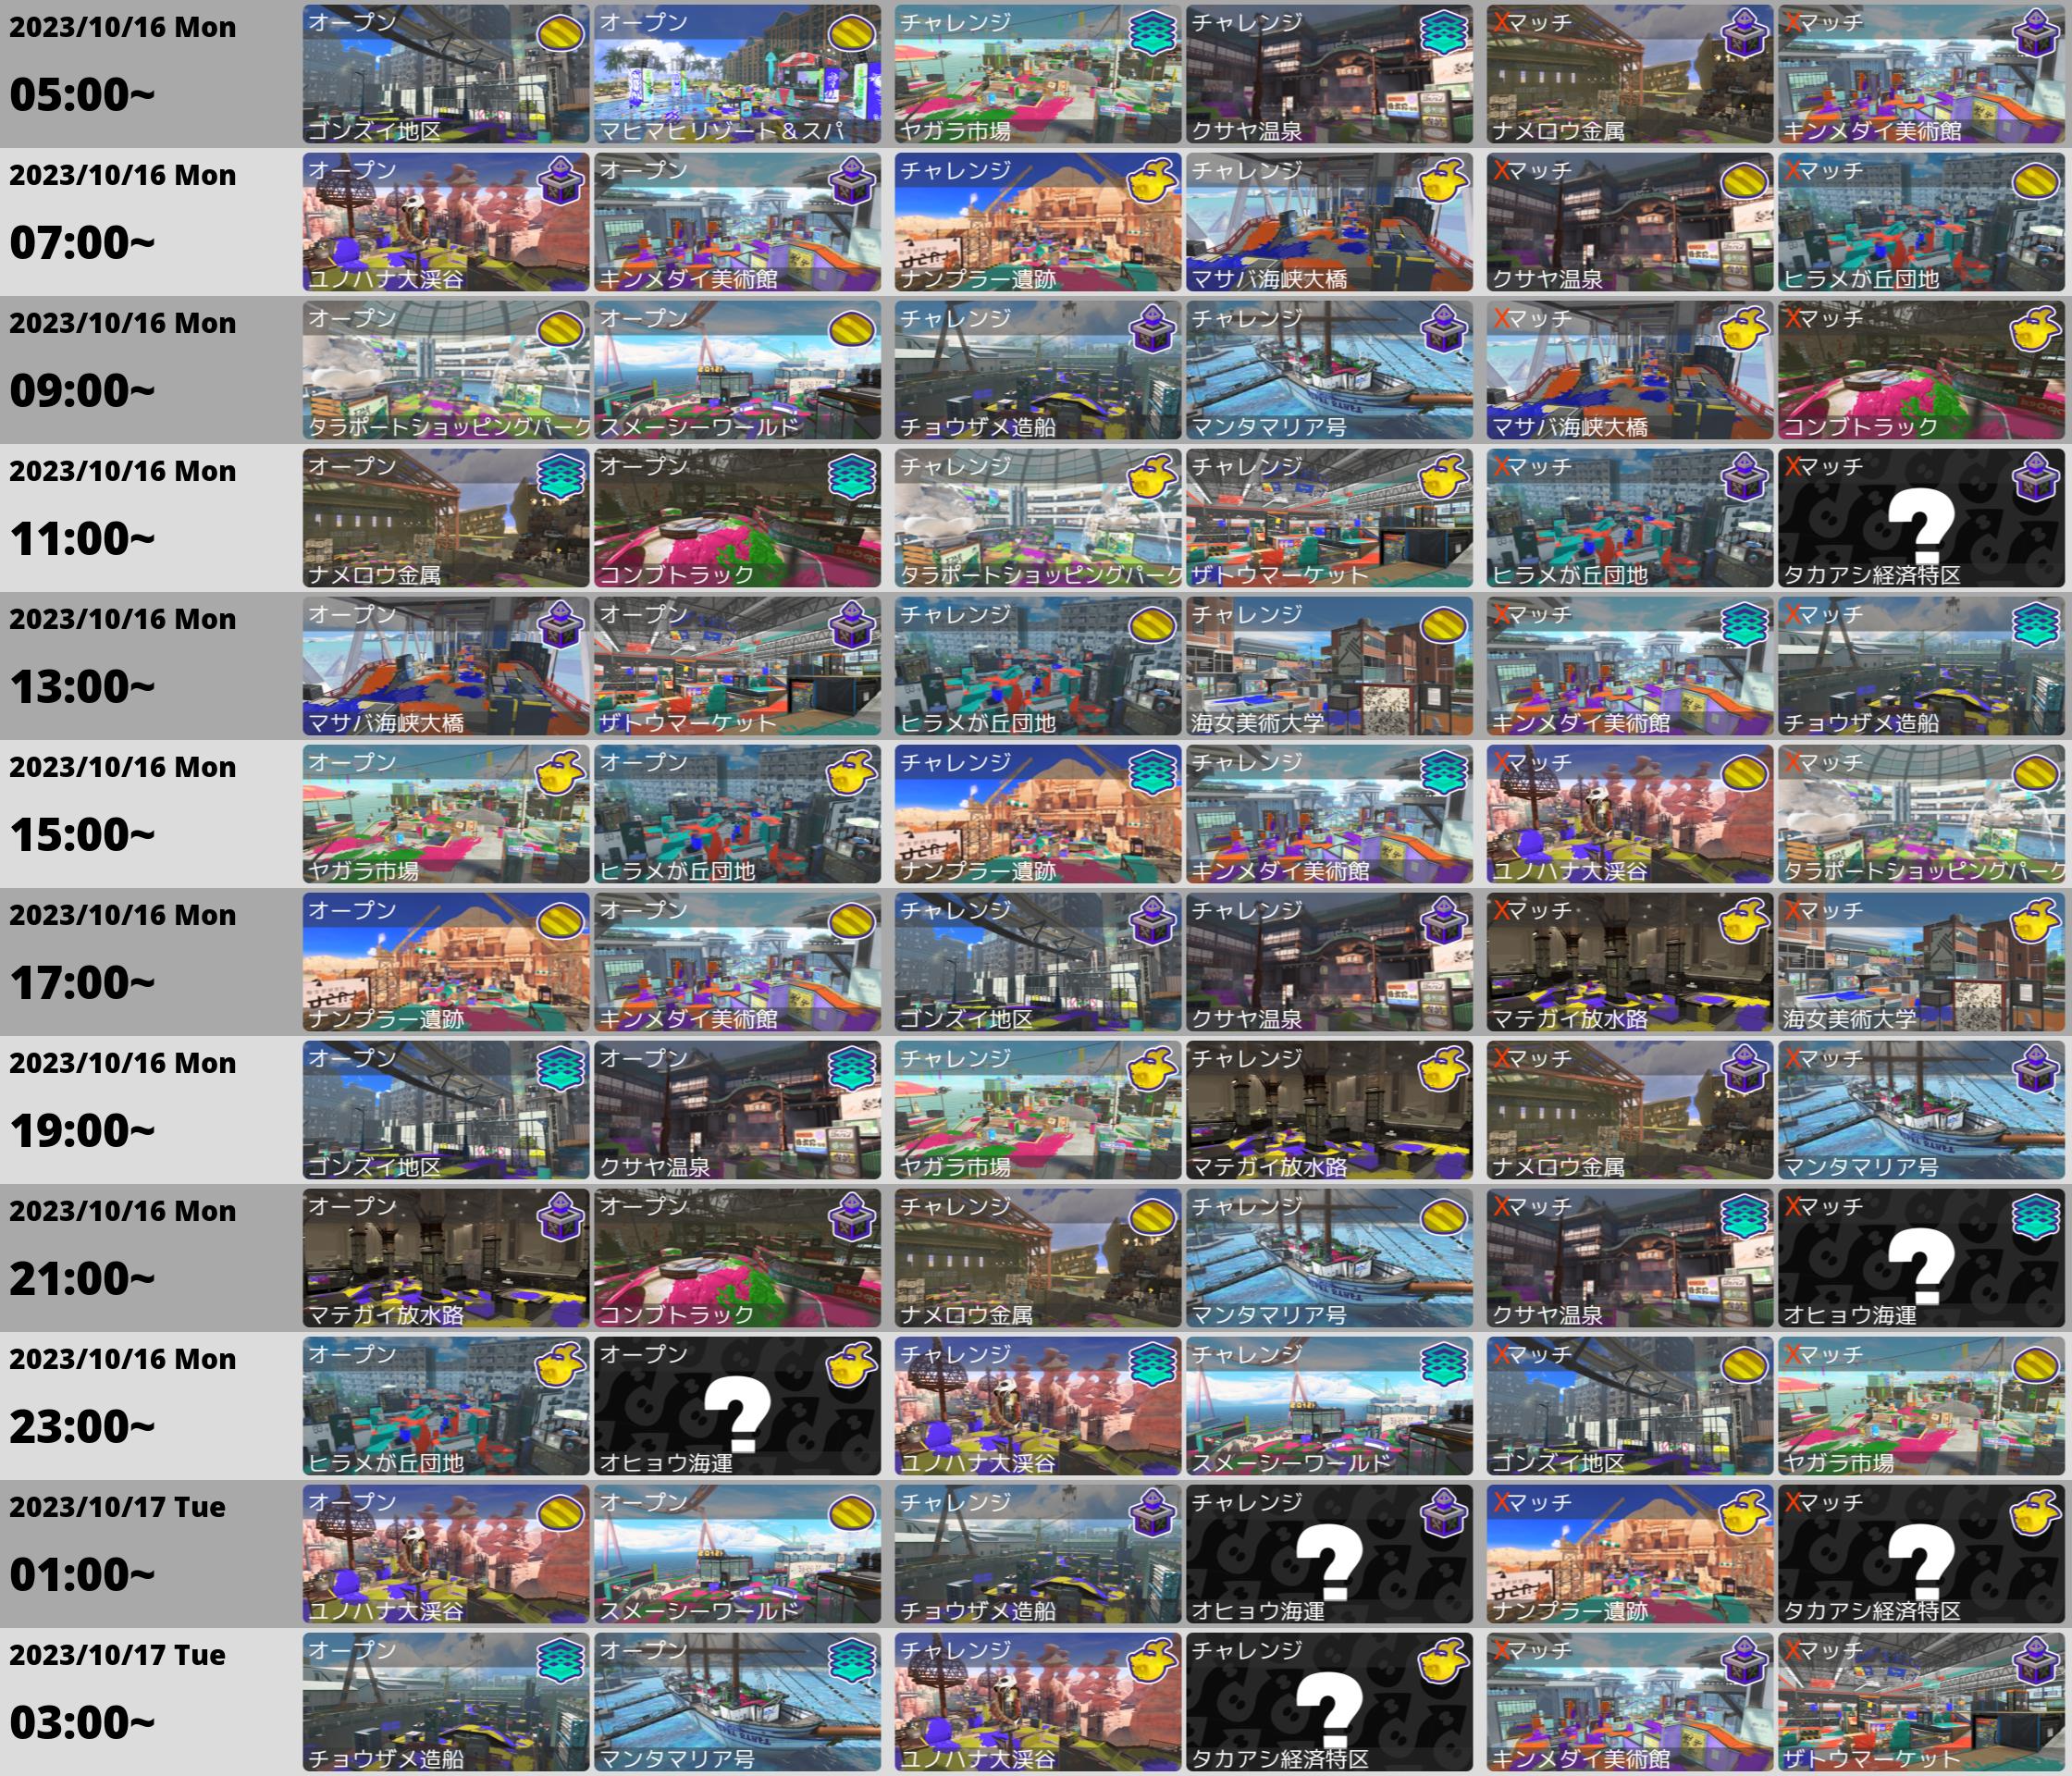 2023/10/16 Mon
05:00~
オープン
ゴンズイ地区
オープン
マヒマヒリゾート＆スパ
チャレンジ
ヤガラ市場
チャレンジ
クサヤ温泉
Xマッチ
ナメロウ金属
Xマッチ
キンメダイ美術館
2023/10/16 Mon
07:00~
オープン
ユノハナ大渓谷
オープン
キンメダイ美術館
チャレンジ
ナンプラー遺跡
チャレンジ
マサバ海峡大橋
Xマッチ
クサヤ温泉
Xマッチ
ヒラメが丘団地
2023/10/16 Mon
09:00~
オープン
タラポートショッピングパーク
オープン
スメーシーワールド
チャレンジ
チョウザメ造船
チャレンジ
マンタマリア号
Xマッチ
マサバ海峡大橋
Xマッチ
コンブトラック
2023/10/16 Mon
11:00~
オープン
ナメロウ金属
オープン
コンブトラック
チャレンジ
タラポートショッピングパーク
チャレンジ
ザトウマーケット
Xマッチ
ヒラメが丘団地
Xマッチ
?
タカアシ経済特区
2023/10/16 Mon
13:00~
オープン
マサバ海峡大橋
オープン
ザトウマーケット
チャレンジ
ヒラメが丘団地
チャレンジ
海女美術大学
Xマッチ
キンメダイ美術館
Xマッチ
チョウザメ造船
2023/10/16 Mon
15:00~
オープン
ヤガラ市場
オープン
ヒラメが丘団地
チャレンジ
ナンプラー遺跡
チャレンジ
キンメダイ美術館
Xマッチ
ユノハナ大渓谷
Xマッチ
タラポートショッピングパーク
2023/10/16 Mon
17:00~
オープン
ナンプラー遺跡
オープン
キンメダイ美術館
チャレンジ
ゴンズイ地区
チャレンジ
クサヤ温泉
Xマッチ
マテガイ放水路
Xマッチ
海女美術大学
2023/10/16 Mon
19:00~
オープン
ゴンズイ地区
オープン
クサヤ温泉
チャレンジ
ヤガラ市場
チャレンジ
マテガイ放水路
Xマッチ
ナメロウ金属
Xマッチ
マンタマリア号
2023/10/16 Mon
21:00~
オープン
マテガイ放水路
オープン
コンブトラック
チャレンジ
ナメロウ金属
チャレンジ
マンタマリア号
Xマッチ
クサヤ温泉
Xマッチ
?
オヒョウ海運
2023/10/16 Mon
23:00~
オープン
ヒラメが丘団地
オープン
?
オヒョウ海運
チャレンジ
ユノハナ大渓谷
チャレンジ
スメーシーワールド
Xマッチ
ゴンズイ地区
Xマッチ
ヤガラ市場
2023/10/17 Tue
01:00~
オープン
ユノハナ大渓谷
オープン
スメーシーワールド
チャレンジ
チョウザメ造船
チャレンジ
?
オヒョウ海運
Xマッチ
ナンプラー遺跡
Xマッチ
?
タカアシ経済特区
2023/10/17 Tue
03:00~
オープン
チョウザメ造船
オープン
マンタマリア号
チャレンジ
ユノハナ大渓谷
チャレンジ
?
タカアシ経済特区
Xマッチ
キンメダイ美術館
Xマッチ
ザトウマーケット